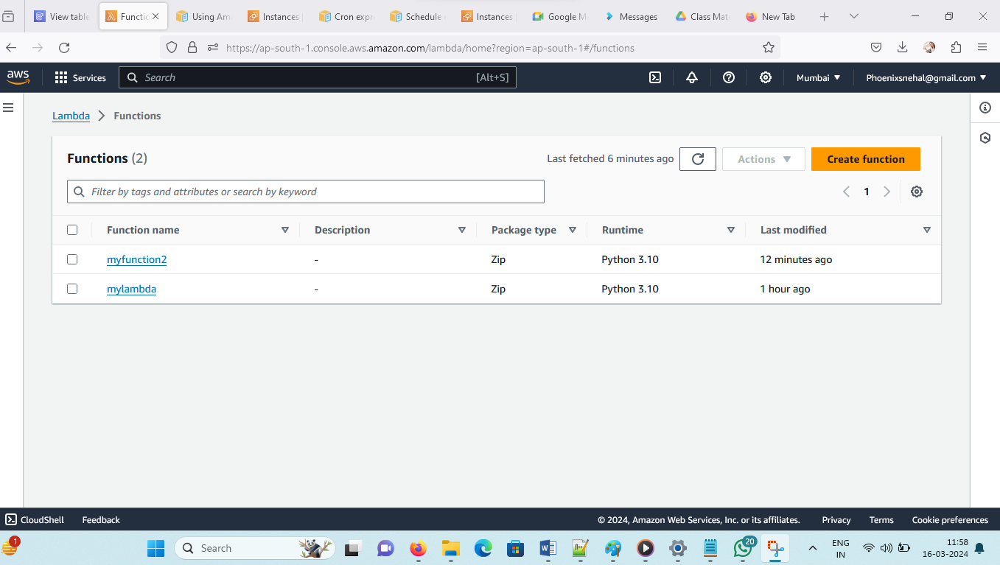 View table
Functio
Using Am
Instances
Cron expr
Schedule
Instances
Google M
Messages
Class Mat
New Tab
https://ap-south-1.console.aws.amazon.com/lambda/home?region=ap-south-1#/functions
aws
Services
Search
[Alt+S]
Mumbai
Phoenixsnehal@gmail.com
Lambda > Functions
Functions (2)
Last fetched 6 minutes ago
Actions
Create function
Filter by tags and attributes or search by keyword
1
Function name Description Package type Runtime Last modified
myfunction2 - Zip Python 3.10 12 minutes ago
mylambda - Zip Python 3.10 1 hour ago
CloudShell Feedback © 2024, Amazon Web Services, Inc. or its affiliates. Privacy Terms Cookie preferences
1
Search
20
ENG
IN
11:58
16-03-2024